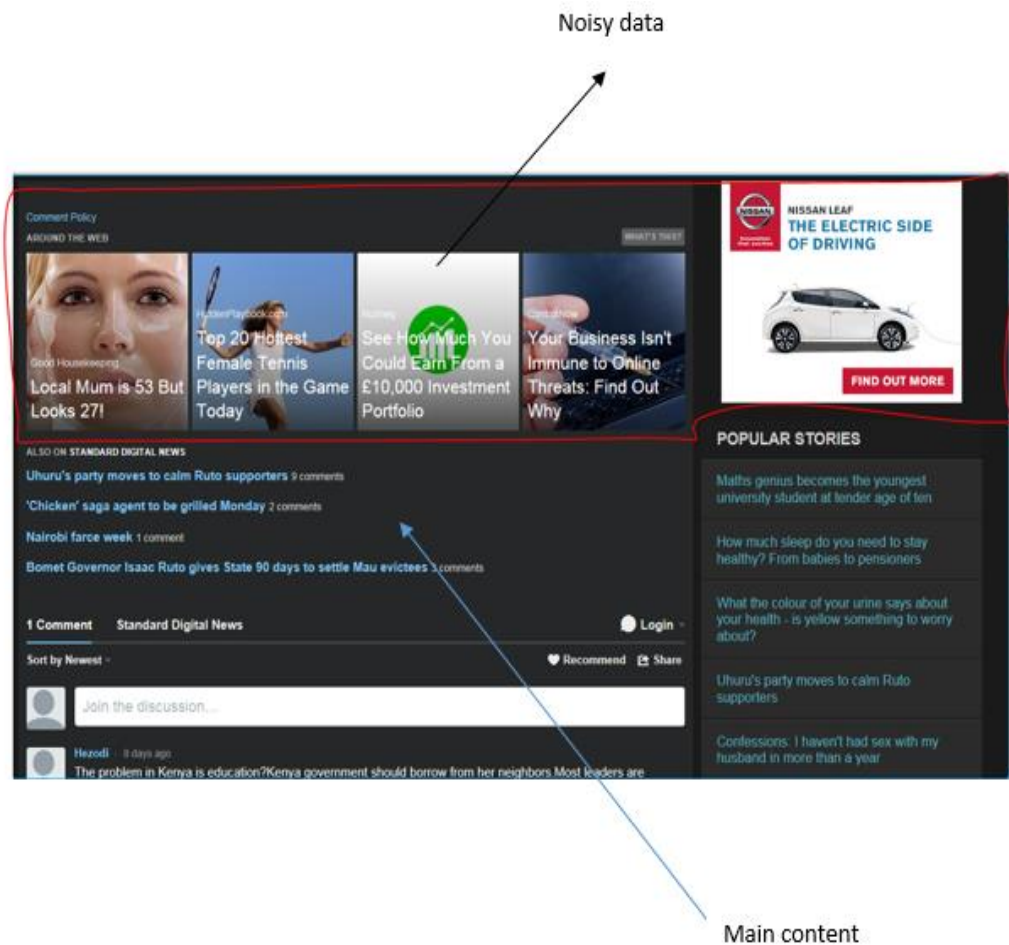 Noisy data
Comment Policy
AROUND THE WEB
WHAT'S THIS?
Good Housekeeping
Local Mum is 53 But
Looks 27!
HiddenPlaybook.com
Top 20 Hottest
Female Tennis
Players in the Game
Today
Nutmeg
See How Much You
Could Earn From a
£10,000 Investment
Portfolio
ControlNow
Your Business Isn't
Immune to Online
Threats: Find Out
Why
NISSAN
NISSAN LEAF
THE ELECTRIC SIDE
OF DRIVING
FIND OUT MORE
ALSO ON STANDARD DIGITAL NEWS
Uhuru's party moves to calm Ruto supporters 9 comments
'Chicken' saga agent to be grilled Monday 2 comments
Nairobi farce week 1 comment
Bomet Governor Isaac Ruto gives State 90 days to settle Mau evictees comments
1 Comment Standard Digital News Login
Sort by Newest Recommend Share
Join the discussion...
Hezodi 8 days ago
The problem in Kenya is education?Kenya government should borrow from her neighbors.Most leaders are
POPULAR STORIES
Maths genius becomes the youngest
university student at tender age of ten
How much sleep do you need to stay
healthy? From babies to pensioners
What the colour of your urine says about
your health - is yellow something to worry
about?
Uhuru's party moves to calm Ruto
supporters
Confessions: I haven't had sex with my
husband in more than a year
Main content